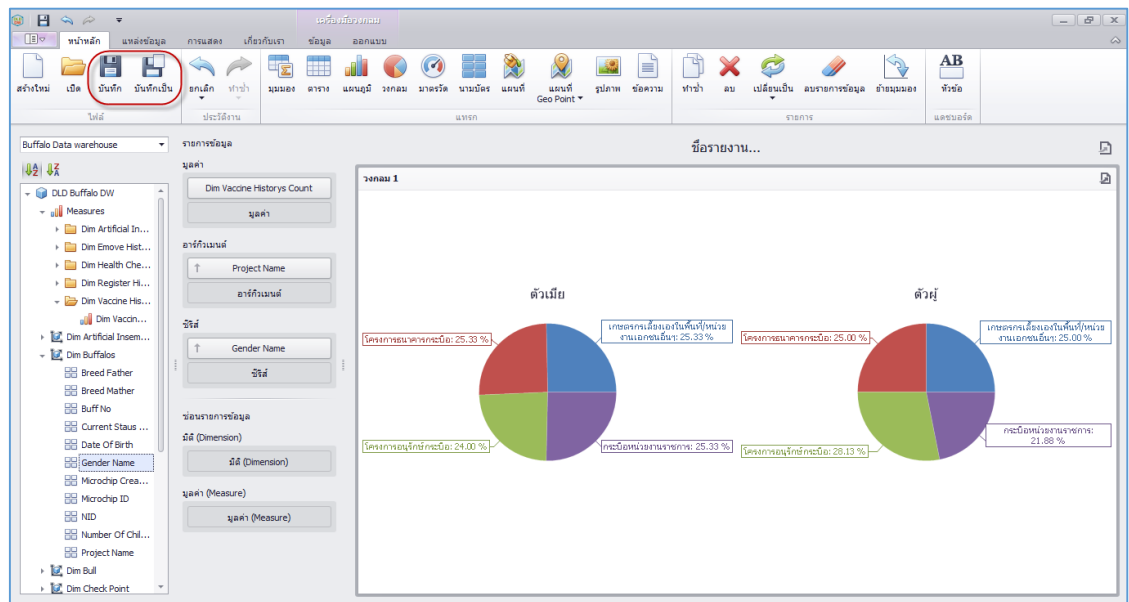 เครื่องมือวงกลม
หน้าหลัก แหล่งข้อมูล การแสดง เกี่ยวกับเรา ข้อมูล ออกแบบ
สร้างใหม่ เปิด บันทึก บันทึกเป็น ยกเลิก ทำซ้ำ มุมมอง ตาราง แผนภูมิ วงกลม มาตรวัด นามบัตร แผนที่ แผนที่ Geo Point รูปภาพ ข้อความ ทำซ้ำ ลบ เปลี่ยนเป็น ลบรายการข้อมูล ย้ายมุมมอง AB หัวข้อ
ไฟล์ ประวัติงาน แทรก รายการ แดชบอร์ด
Buffalo Data warehouse
DLD Buffalo DW
Measures
Dim Artificial In...
Dim Emove Hist...
Dim Health Che...
Dim Register Hi...
Dim Vaccine His...
Dim Vaccin...
Dim Artificial Insem...
Dim Buffalos
Breed Father
Breed Mather
Buff No
Current Staus ...
Date Of Birth
Gender Name
Microchip Crea...
Microchip ID
NID
Number Of Chil...
Project Name
Dim Bull
Dim Check Point
รายการข้อมูล
มูลค่า
Dim Vaccine Historys Count
มูลค่า
อาร์กิวเมนต์
Project Name
อาร์กิวเมนต์
ซีรีส์
Gender Name
ซีรีส์
ซ่อนรายการข้อมูล
มิติ (Dimension)
มิติ (Dimension)
มูลค่า (Measure)
มูลค่า (Measure)
ชื่อรายงาน...
วงกลม 1
ตัวเมีย
โครงการธนาคารกระบือ: 25.33 %
เกษตรกรเลี้ยงเองในพื้นที่/หน่วย
งานเอกชนอื่นๆ: 25.33 %
โครงการอนุรักษ์กระบือ: 24.00 %
กระบือหน่วยงานราชการ: 25.33 %
ตัวผู้
โครงการธนาคารกระบือ: 25.00 %
เกษตรกรเลี้ยงเองในพื้นที่/หน่วย
งานเอกชนอื่นๆ: 25.00 %
โครงการอนุรักษ์กระบือ: 28.13 %
กระบือหน่วยงานราชการ:
21.88 %